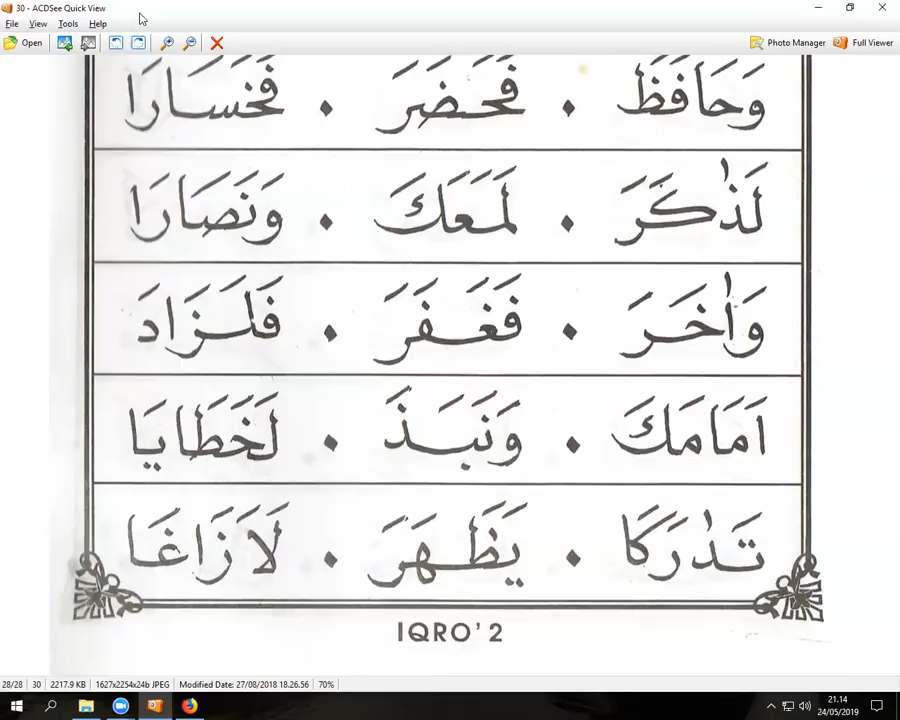 30 - ACDSee Quick View
File View Tools Help
Open Photo Manager Full Viewer
وَحَافَظَ • فَحَضَرَ • فَخَسَارَا
لَذٰكَرَ • لَمَعَكَ • وَنَصَارَا
وَاٰخَرَ • فَغَفَرَ • فَلَزَادَ
اَمَامَكَ • وَنَبَذَ • لَخَطَايَا
تَدٰرَكَا • يَظَهَرَ • لَازَاغَا
IQRO' 2
28/28 30 2217.9 KB 1627x2254x24b JPEG Modified Date: 27/08/2018 18.26.56 70%
21.14
24/05/2019